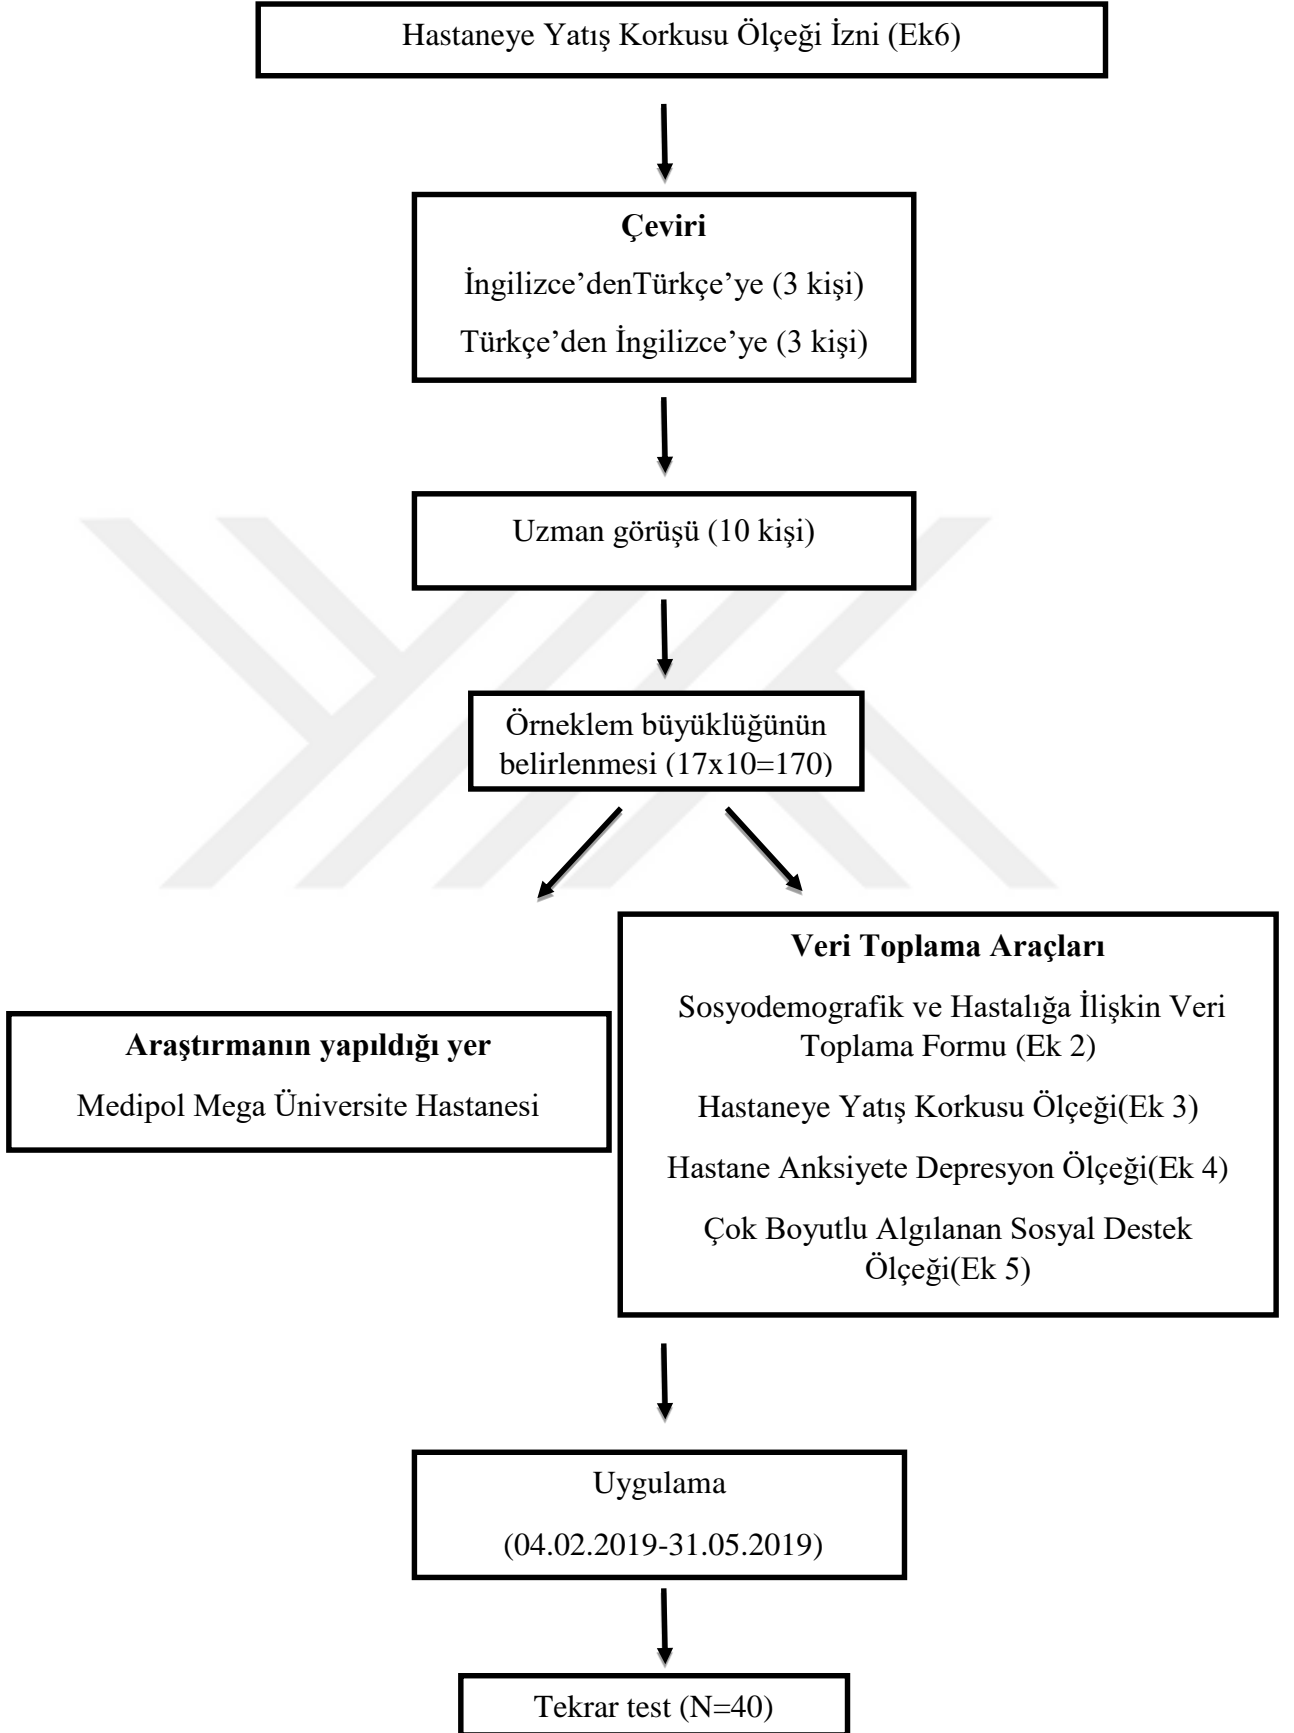 Hastaneye Yatış Korkusu Ölçeği İzni (Ek6)
Çeviri
İngilizce’denTürkçe’ye (3 kişi)
Türkçe’den İngilizce’ye (3 kişi)
Uzman görüşü (10 kişi)
Örneklem büyüklüğünün
belirlenmesi (17x10=170)
Araştırmanın yapıldığı yer
Medipol Mega Üniversite Hastanesi
Veri Toplama Araçları
Sosyodemografik ve Hastalığa İlişkin Veri
Toplama Formu (Ek 2)
Hastaneye Yatış Korkusu Ölçeği(Ek 3)
Hastane Anksiyete Depresyon Ölçeği(Ek 4)
Çok Boyutlu Algılanan Sosyal Destek
Ölçeği(Ek 5)
Uygulama
(04.02.2019-31.05.2019)
Tekrar test (N=40)